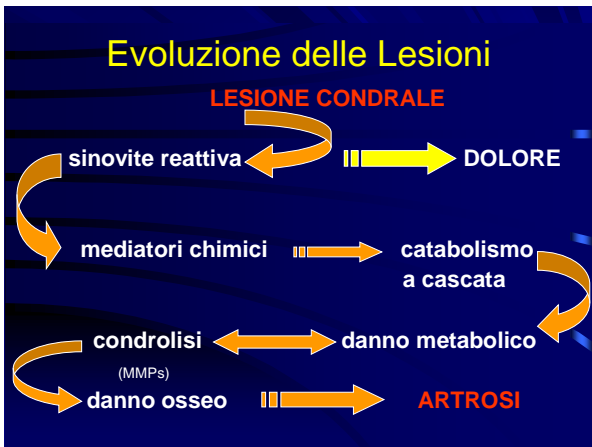 Evoluzione delle Lesioni
LESIONE CONDRALE
sinovite reattiva DOLORE
mediatori chimici catabolismo
a cascata
condrolisi danno metabolico
(MMPs)
danno osseo ARTROSI